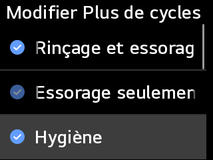 Modifier Plus de cycles
Rinçage et essorag
Essorage seulemen
Hygiène